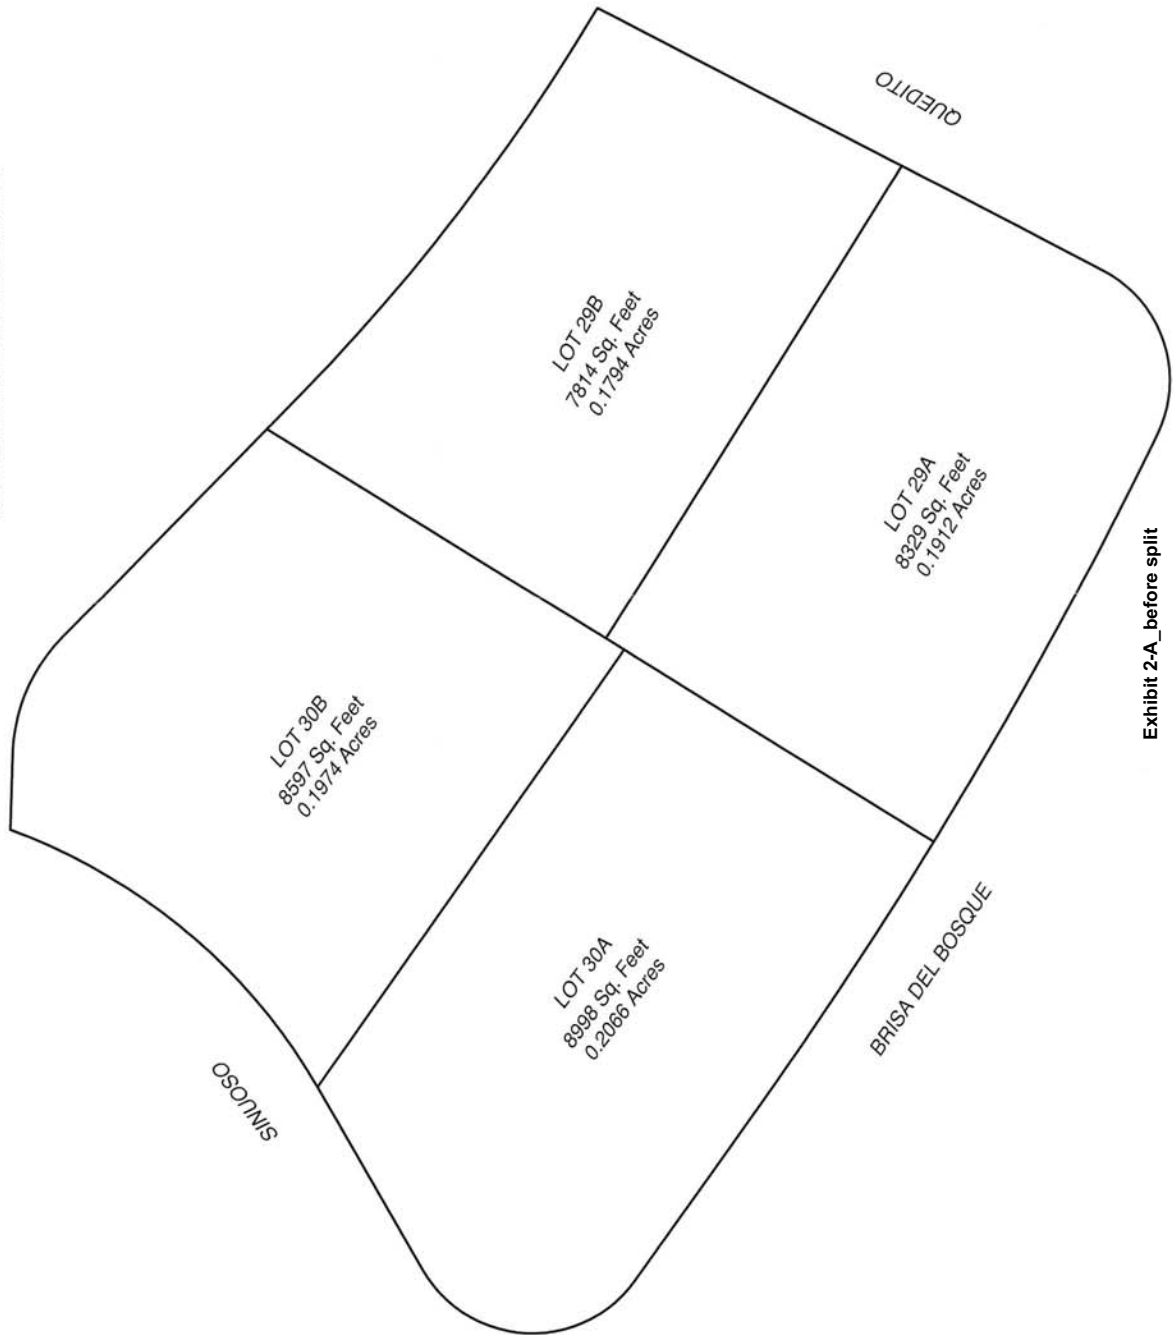 QUEDITO
LOT 29B
7814 Sq. Feet
0.1794 Acres
LOT 29A
8329 Sq. Feet
0.1912 Acres
LOT 30B
8597 Sq. Feet
0.1974 Acres
LOT 30A
8998 Sq. Feet
0.2066 Acres
SINUOSO
BRISA DEL BOSQUE
Exhibit 2-A_before split